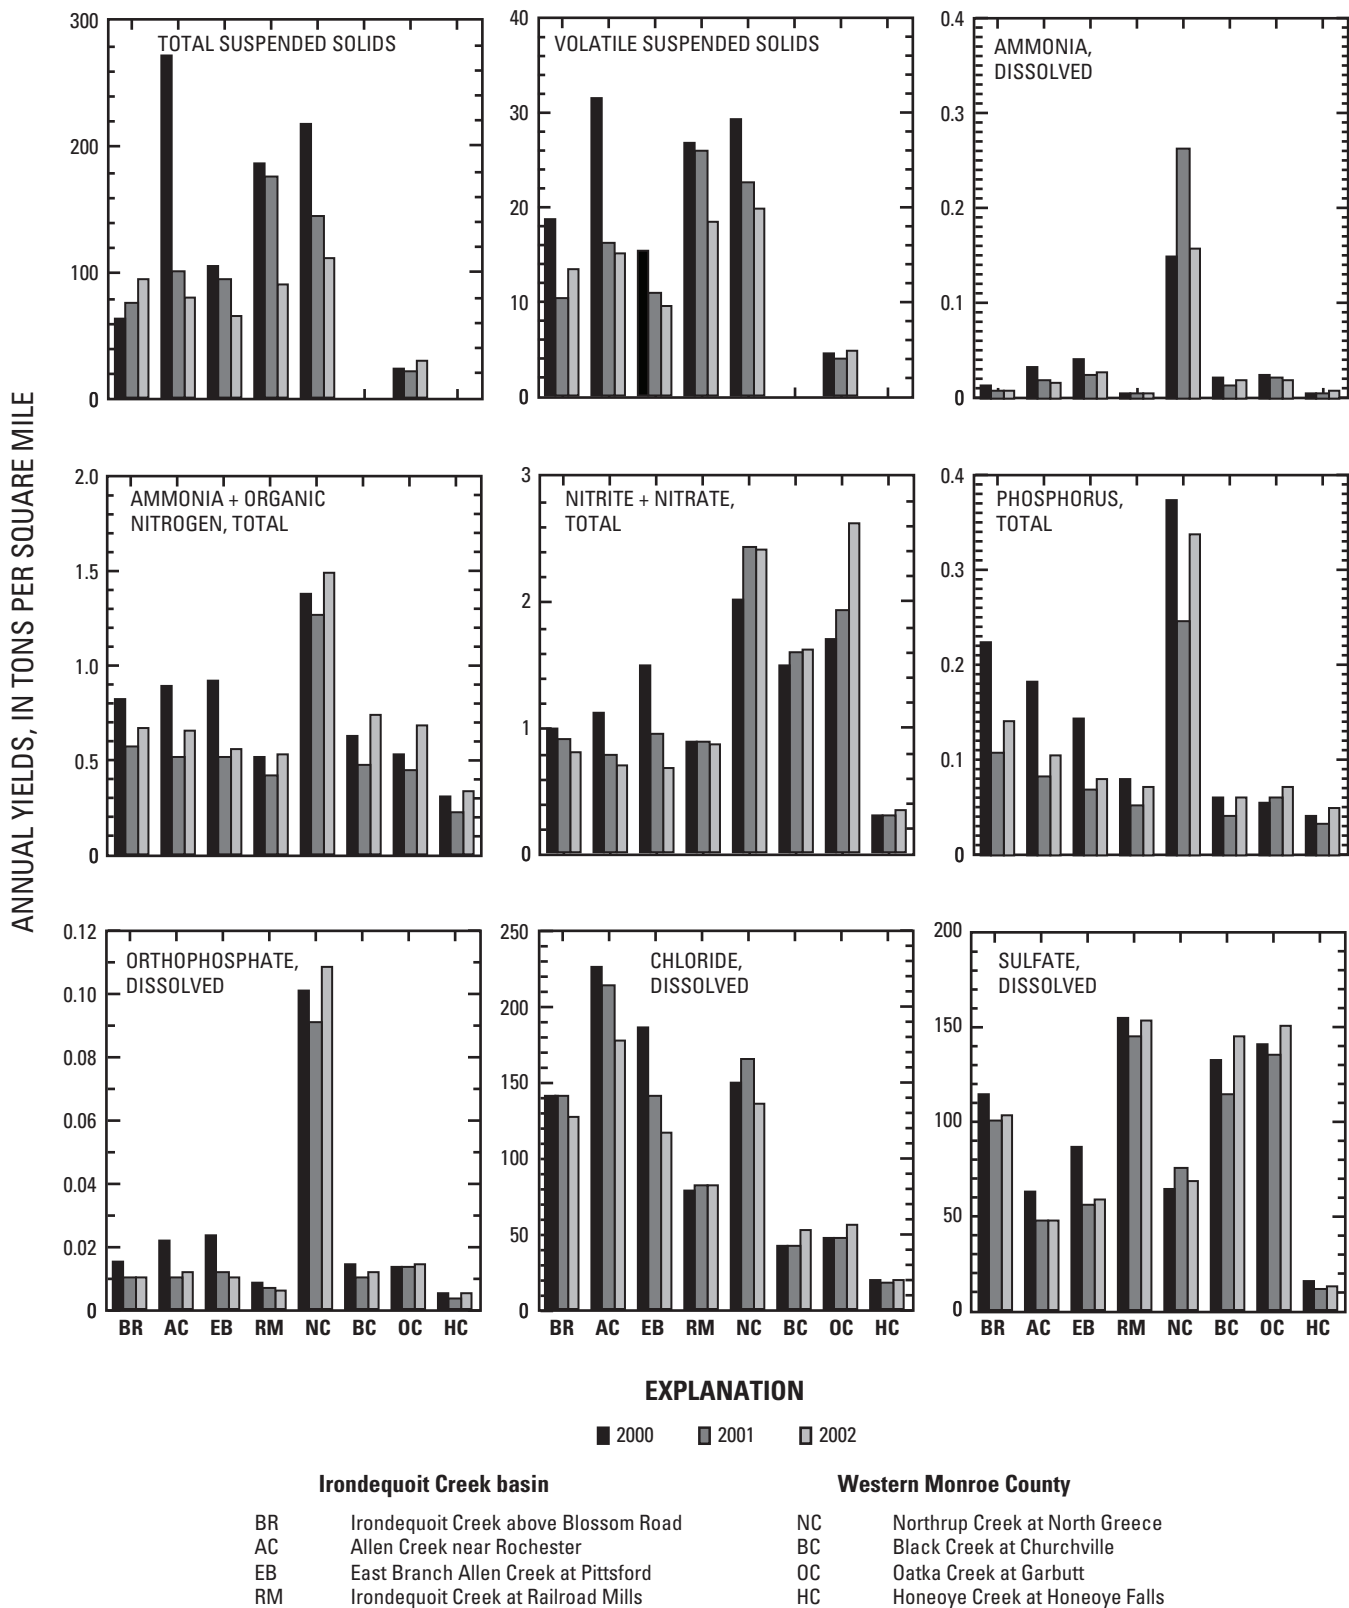 ANNUAL YIELDS, IN TONS PER SQUARE MILE
300
200
100
0
TOTAL SUSPENDED SOLIDS
40
30
20
10
0
VOLATILE SUSPENDED SOLIDS
0.4
0.3
0.2
0.1
0
AMMONIA,
DISSOLVED
2.0
1.5
1.0
0.5
0
AMMONIA + ORGANIC
NITROGEN, TOTAL
3
2
1
0
NITRITE + NITRATE,
TOTAL
0.4
0.3
0.2
0.1
0
PHOSPHORUS,
TOTAL
0.12
0.10
0.08
0.06
0.04
0.02
0
ORTHOPHOSPHATE,
DISSOLVED
BR AC EB RM NC BC OC HC
250
200
150
100
50
0
CHLORIDE,
DISSOLVED
BR AC EB RM NC BC OC HC
200
150
100
50
0
SULFATE,
DISSOLVED
BR AC EB RM NC BC OC HC
EXPLANATION
2000 2001 2002
Irondequoit Creek basin
BR Irondequoit Creek above Blossom Road
AC Allen Creek near Rochester
EB East Branch Allen Creek at Pittsford
RM Irondequoit Creek at Railroad Mills
Western Monroe County
NC Northrup Creek at North Greece
BC Black Creek at Churchville
OC Oatka Creek at Garbutt
HC Honeoye Creek at Honeoye Falls